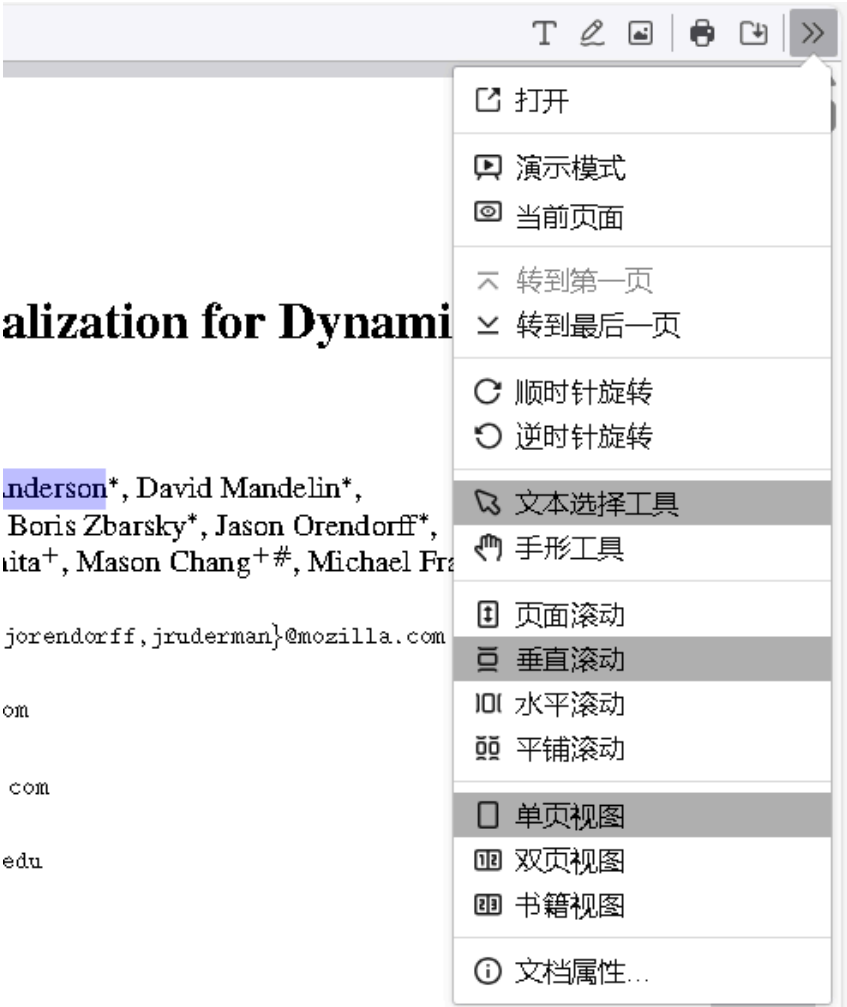 打开
演示模式
当前页面
转到第一页
转到最后一页
顺时针旋转
逆时针旋转
文本选择工具
手形工具
页面滚动
垂直滚动
水平滚动
平铺滚动
单页视图
双页视图
书籍视图
文档属性...
alization for Dynami
nderson*, David Mandelin*,
Boris Zbarsky*, Jason Orendorff*,
ita+, Mason Chang+#, Michael Fra
jorendorff,jruderman}@mozilla.com
om
com
edu